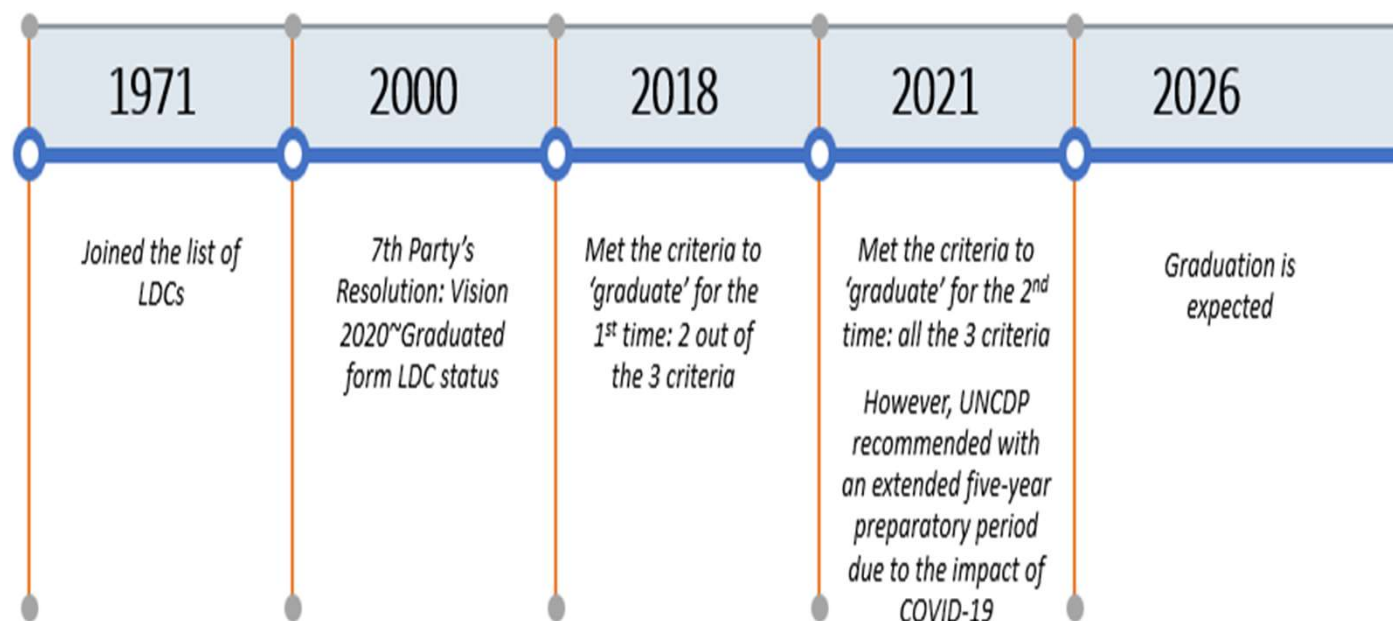 1971
2000
2018
2021
2026
Joined the list of
LDCs
7th Party's
Resolution: Vision
2020~Graduated
form LDC status
Met the criteria to
‘graduate’ for the
1st time: 2 out of
the 3 criteria
Met the criteria to
‘graduate’ for the 2nd
time: all the 3 criteria
However, UNCDP
recommended with
an extended five-year
preparatory period
due to the impact of
COVID-19
Graduation is
expected